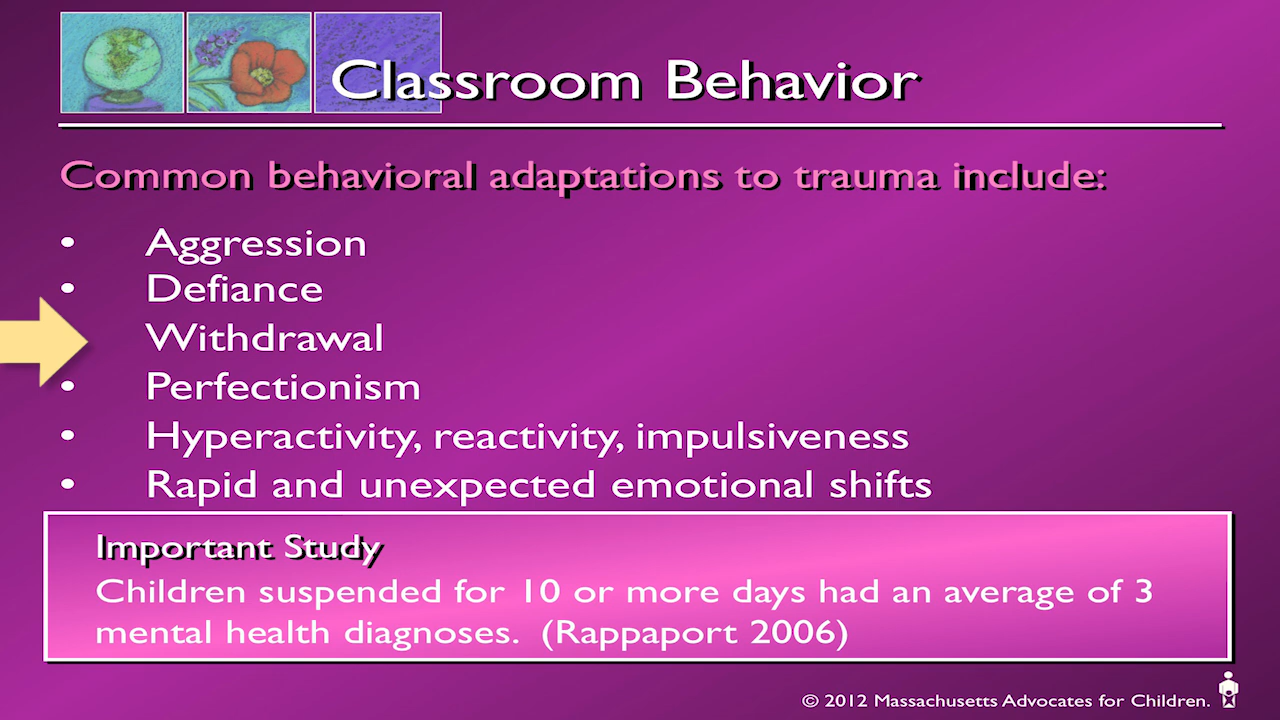 Classroom Behavior
Common behavioral adaptations to trauma include:
• Aggression
• Defiance
Withdrawal
• Perfectionism
• Hyperactivity, reactivity, impulsiveness
• Rapid and unexpected emotional shifts
Important Study
Children suspended for 10 or more days had an average of 3
mental health diagnoses. (Rappaport 2006)
© 2012 Massachusetts Advocates for Children.